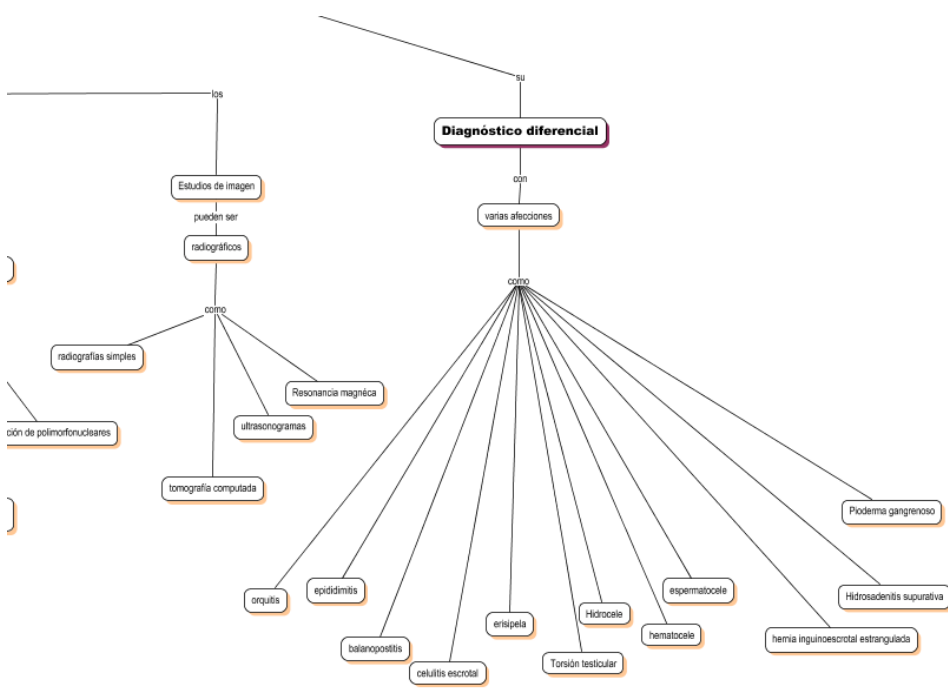 su
los
Diagnóstico diferencial
con
Estudios de imagen
varias afecciones
pueden ser
radiográficos
como
como
radiografías simples
Resonancia magnéca
ultrasonogramas
ción de polimorfonucleares
tomografía computada
Pioderma gangrenoso
orquitis
epididimitis
espermatocele
Hidrosadenitis supurativa
Hidrocele
erisipela
hematocele
hernia inguinoescrotal estrangulada
balanopostitis
Torsión testicular
celulitis escrotal